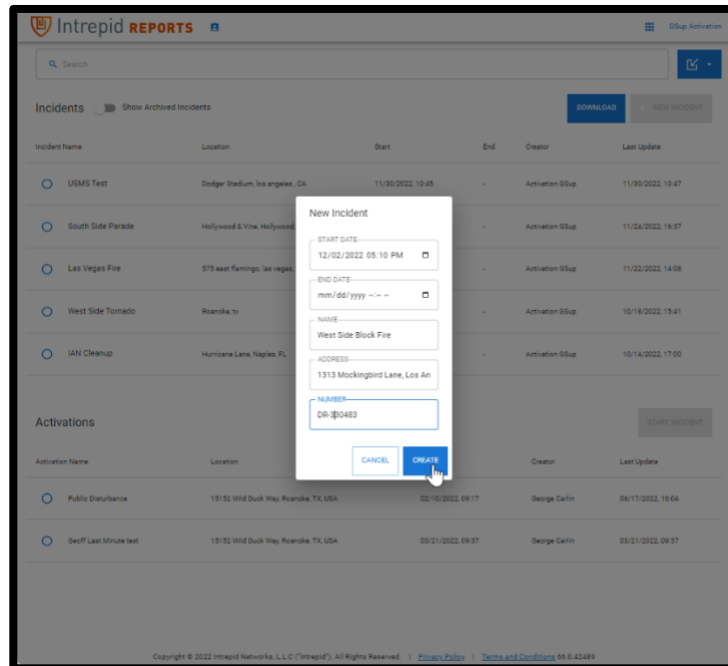 Intrepid REPORTS GSup Activation
Search
Incidents Show Archived Incidents DOWNLOAD + NEW INCIDENT
Incident Name Location Start End Creator Last Update
USMS Test Dodger Stadium, los angeles, CA 11/30/2022, 10:45 - Activation GSup 11/30/2022, 10:47
South Side Parade Hollywood & Vine, Hollywood, - Activation GSup 11/24/2022, 16:37
Las Vegas Fire 575 east flamingo, las vegas, - Activation GSup 11/22/2022, 14:08
West Side Tornado Roanoke, tx - Activation GSup 10/18/2022, 15:41
IAN Cleanup Hurricane Lane, Naples, FL - Activation GSup 10/14/2022, 17:00
New Incident
START DATE
12/02/2022 05:10 PM
END DATE
mm/dd/yyyy --:-- --
NAME
West Side Block Fire
ADDRESS
1313 Mockingbird Lane, Los An
NUMBER
DR-330483
CANCEL CREATE
Activations START INCIDENT
Activation Name Location Creator Last Update
Public Disturbance 15152 Wild Duck Way, Roanoke, TX, USA 02/16/2022, 09:17 George Carlin 06/17/2022, 16:04
Geoff Last Minute test 15152 Wild Duck Way, Roanoke, TX, USA 03/21/2022, 09:37 George Carlin 03/21/2022, 09:37
Copyright © 2022 Intrepid Networks, L.L.C ("Intrepid"). All Rights Reserved. | Privacy Policy | Terms and Conditions 66.0.42489